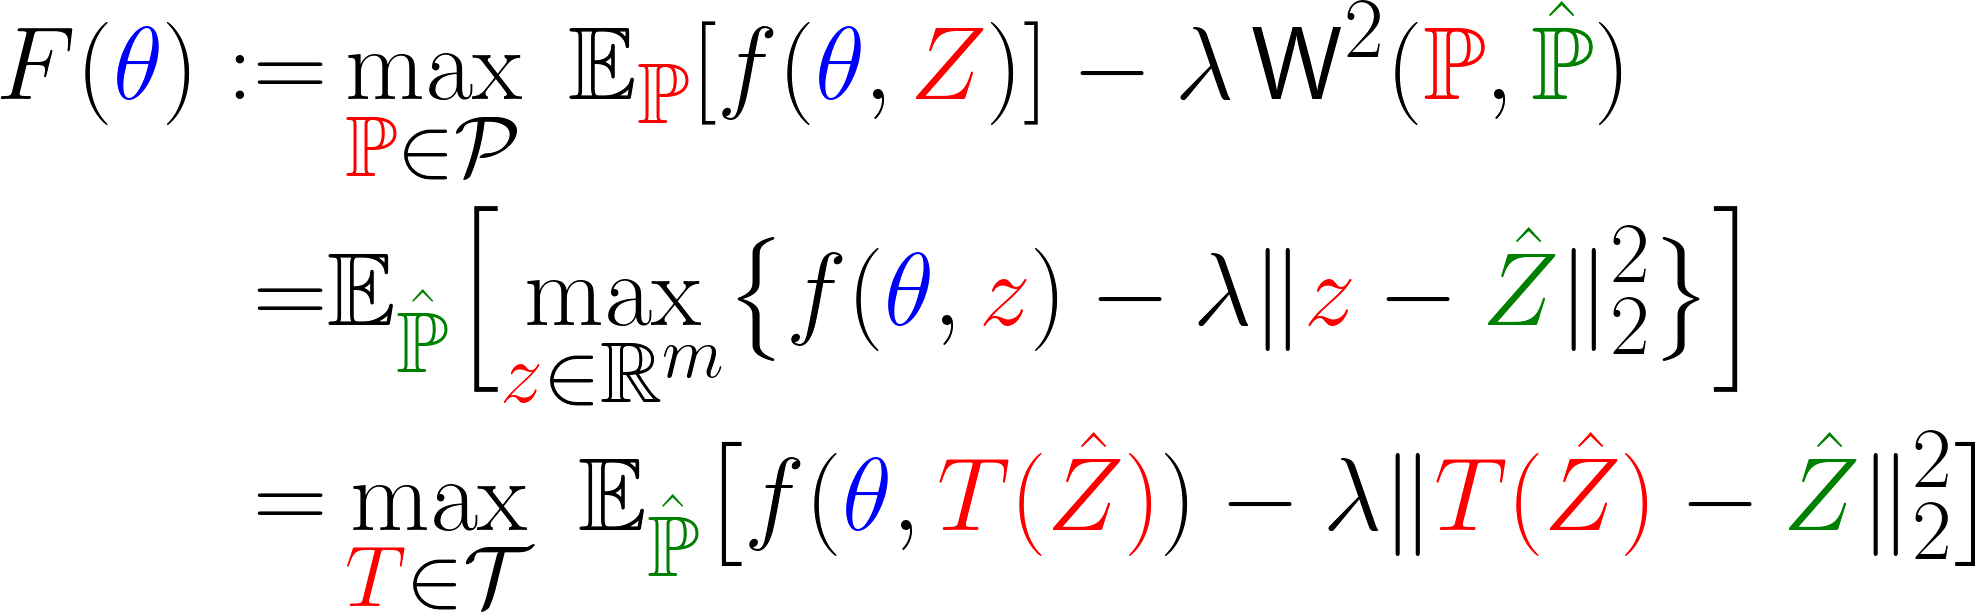 F(θ) := max_{ℙ∈𝒫} 𝔼_ℙ[f(θ, Z)] − λ W²(ℙ, ℙ̂)
= 𝔼_ℙ̂ [ max_{z∈ℝ^m} { f(θ, z) − λ‖z − Ẑ‖₂² } ]
= max_{T∈𝒯} 𝔼_ℙ̂ [f(θ, T(Ẑ)) − λ‖T(Ẑ) − Ẑ‖₂²]